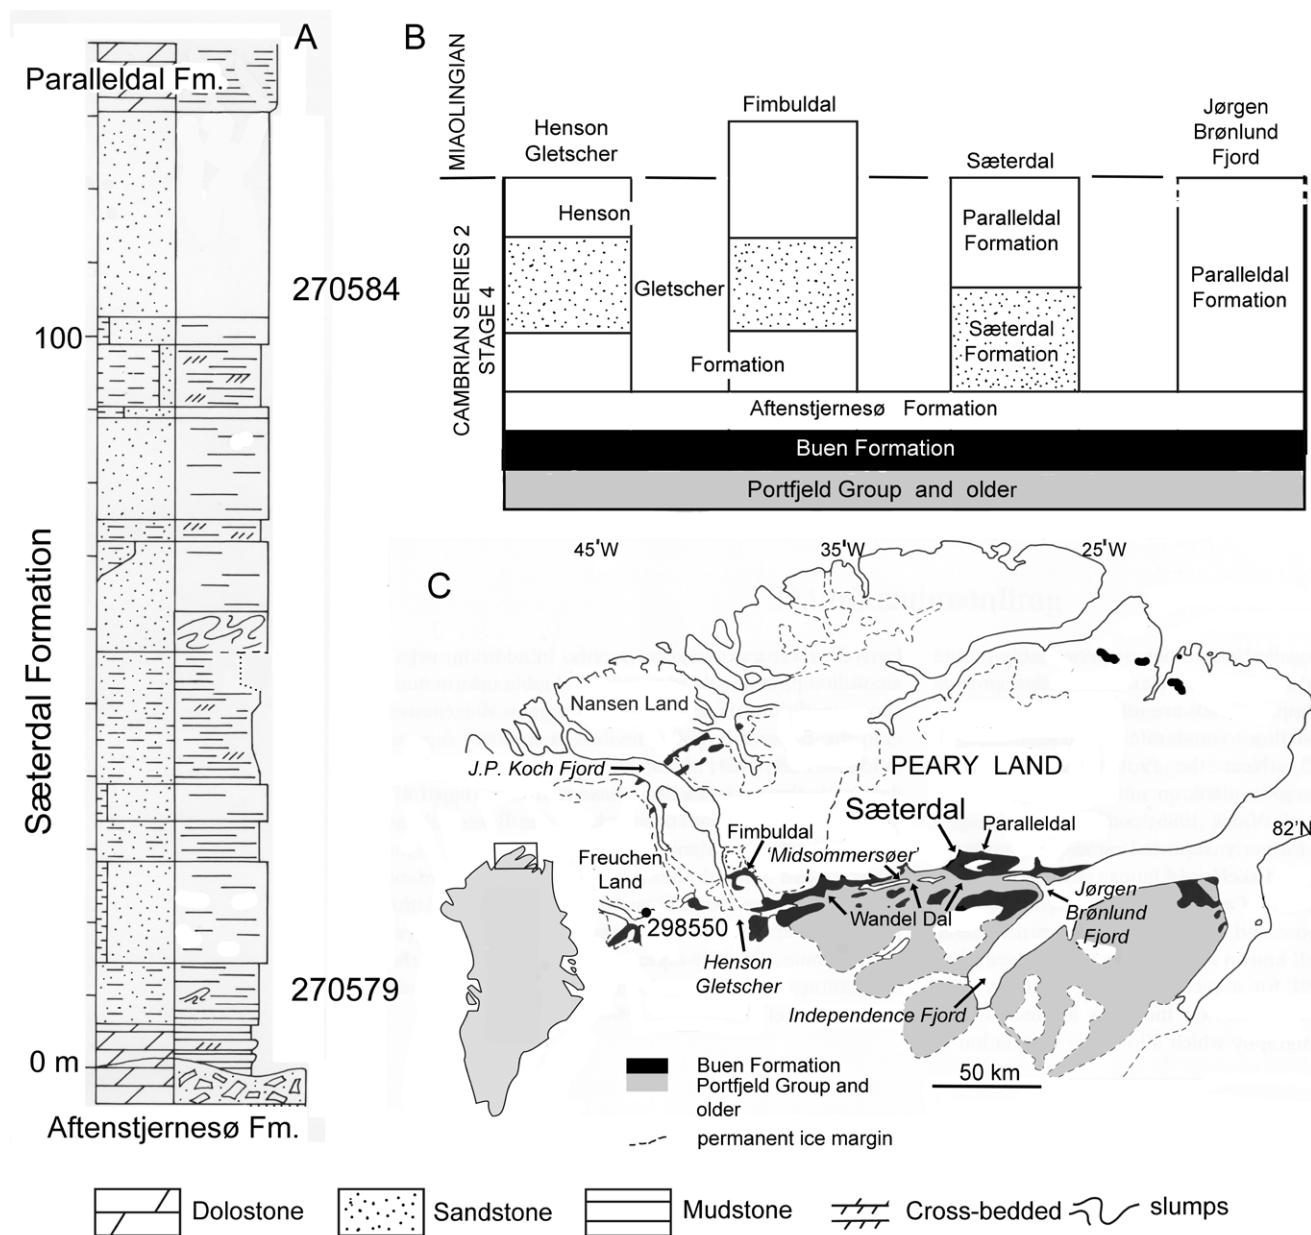 A
Paralleldal Fm.
270584
100
Sæterdal Formation
270579
0 m
Aftenstjernesø Fm.
B
MIAOLINGIAN
CAMBRIAN SERIES 2
STAGE 4
Henson
Gletscher
Fimbuldal
Sæterdal
Jørgen
Brønlund
Fjord
Henson
Gletscher
Formation
Paralleldal
Formation
Sæterdal
Formation
Paralleldal
Formation
Aftenstjernesø Formation
Buen Formation
Portfjeld Group and older
C
45°W
35°W
25°W
Nansen Land
J.P. Koch Fjord
PEARY LAND
Sæterdal
Paralleldal
82°N
Fimbuldal
'Midsommersøer'
Freuchen
Land
298550
Wandel Dal
Jørgen
Brønlund
Fjord
Henson
Gletscher
Independence Fjord
Buen Formation
Portfjeld Group and
older
permanent ice margin
50 km
Dolostone
Sandstone
Mudstone
Cross-bedded
slumps